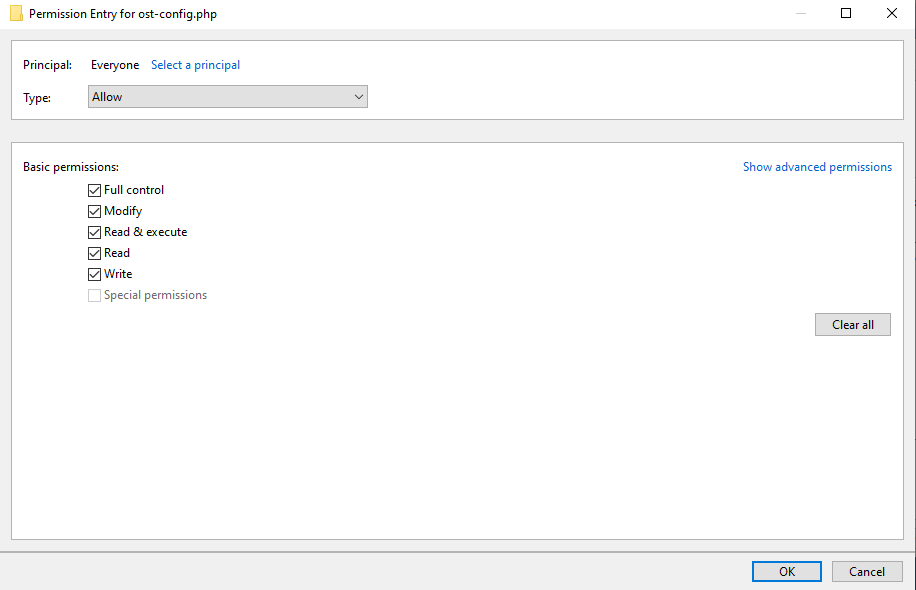 Permission Entry for ost-config.php
Principal: Everyone Select a principal
Type: Allow
Basic permissions: Show advanced permissions
Full control
Modify
Read & execute
Read
Write
Special permissions
Clear all
OK Cancel